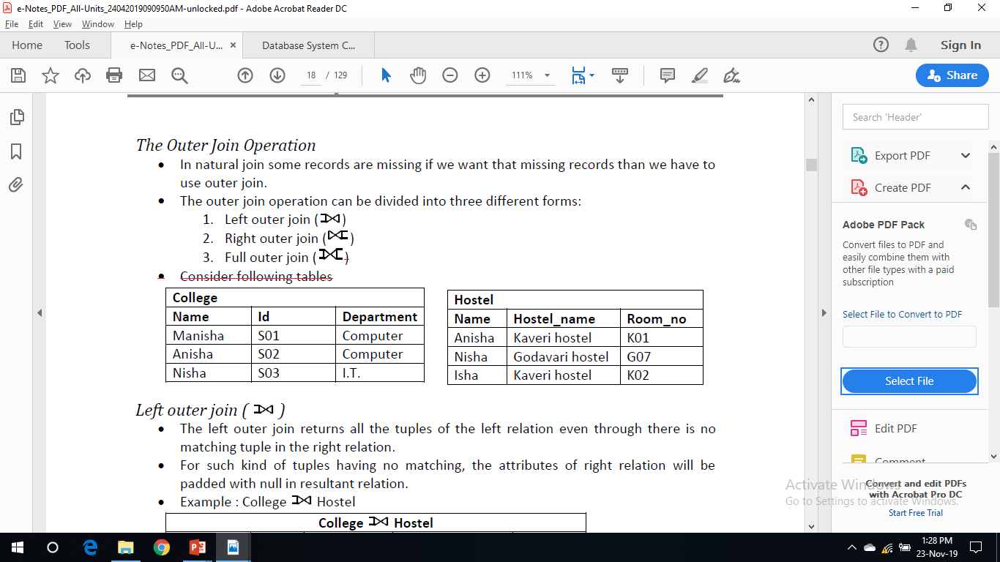 e-Notes_PDF_All-Units_24042019090950AM-unlocked.pdf - Adobe Acrobat Reader DC
File Edit View Window Help
Home Tools e-Notes_PDF_All-U... × Database System C... Sign In
18 / 129 111% Share
The Outer Join Operation
• In natural join some records are missing if we want that missing records than we have to
use outer join.
• The outer join operation can be divided into three different forms:
1. Left outer join (⟕)
2. Right outer join (⟖)
3. Full outer join (⟗)
• Consider following tables
College
Name Id Department
Manisha S01 Computer
Anisha S02 Computer
Nisha S03 I.T.
Hostel
Name Hostel_name Room_no
Anisha Kaveri hostel K01
Nisha Godavari hostel G07
Isha Kaveri hostel K02
Left outer join ( ⟕ )
• The left outer join returns all the tuples of the left relation even through there is no
matching tuple in the right relation.
• For such kind of tuples having no matching, the attributes of right relation will be
padded with null in resultant relation.
• Example : College ⟕ Hostel
College ⟕ Hostel
Search 'Header'
Export PDF
Create PDF
Adobe PDF Pack
Convert files to PDF and
easily combine them with
other file types with a paid
subscription
Select File to Convert to PDF
Select File
Edit PDF
Comment
Convert and edit PDFs
with Acrobat Pro DC
Start Free Trial
Activate Windows
Go to Settings to activate Windows.
1:28 PM
23-Nov-19